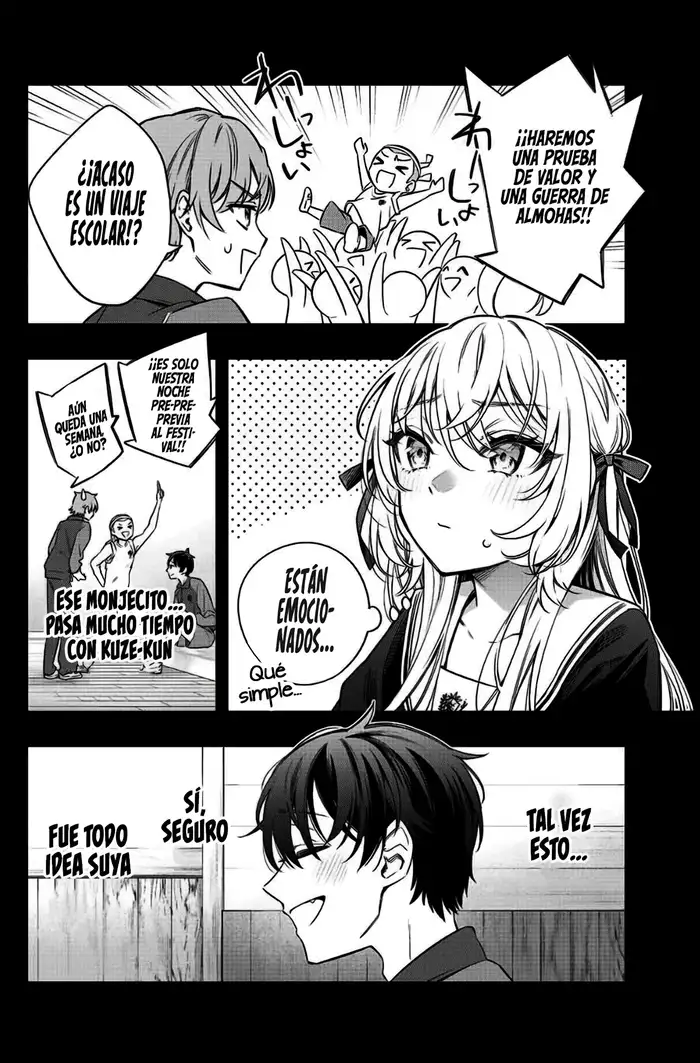 ¡¡HAREMOS
UNA PRUEBA
DE VALOR Y
UNA GUERRA DE
ALMOHAS!!
わーっしょい
わーっしょい
¿¡ACASO
ES UN VIAJE
ESCOLAR!?
¡¡ES SOLO
NUESTRA
NOCHE
PRE-PRE-
PREVIA
AL FESTI-
VAL!!
AÚN
QUEDA UNA
SEMANA,
¿O NO?
ESE MONJECITO...
PASA MUCHO TIEMPO
CON KUZE-KUN
ESTÁN
EMOCIO-
NADOS...
Qué
simple...
TAL VEZ
ESTO...
SÍ,
SEGURO
FUE TODO
IDEA SUYA